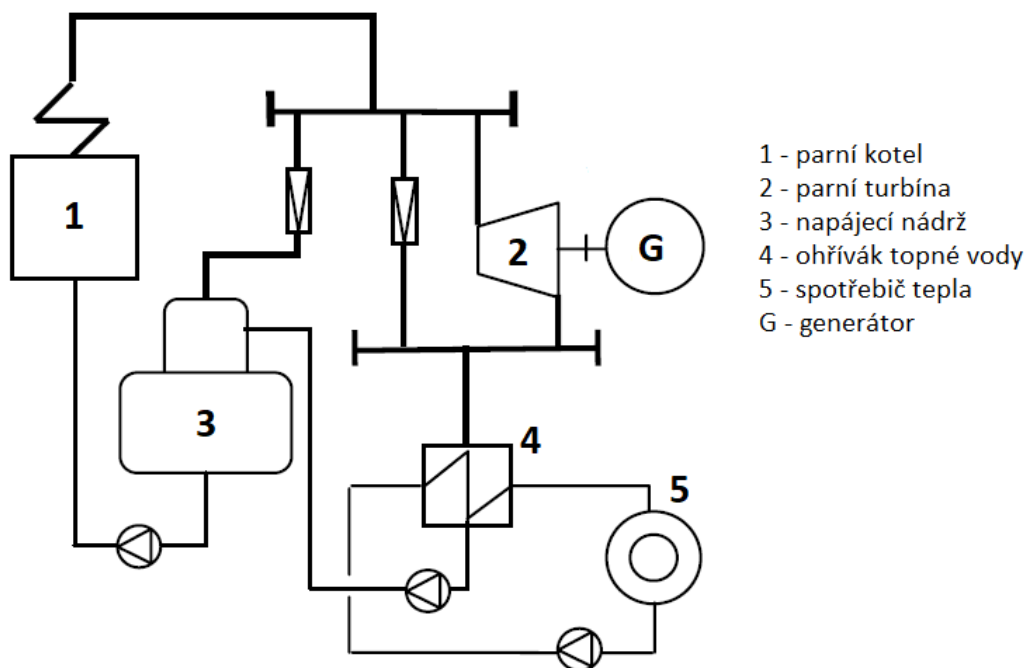 1
2
G
3
4
5
1 - parní kotel
2 - parní turbína
3 - napájecí nádrž
4 - ohřívák topné vody
5 - spotřebič tepla
G - generátor